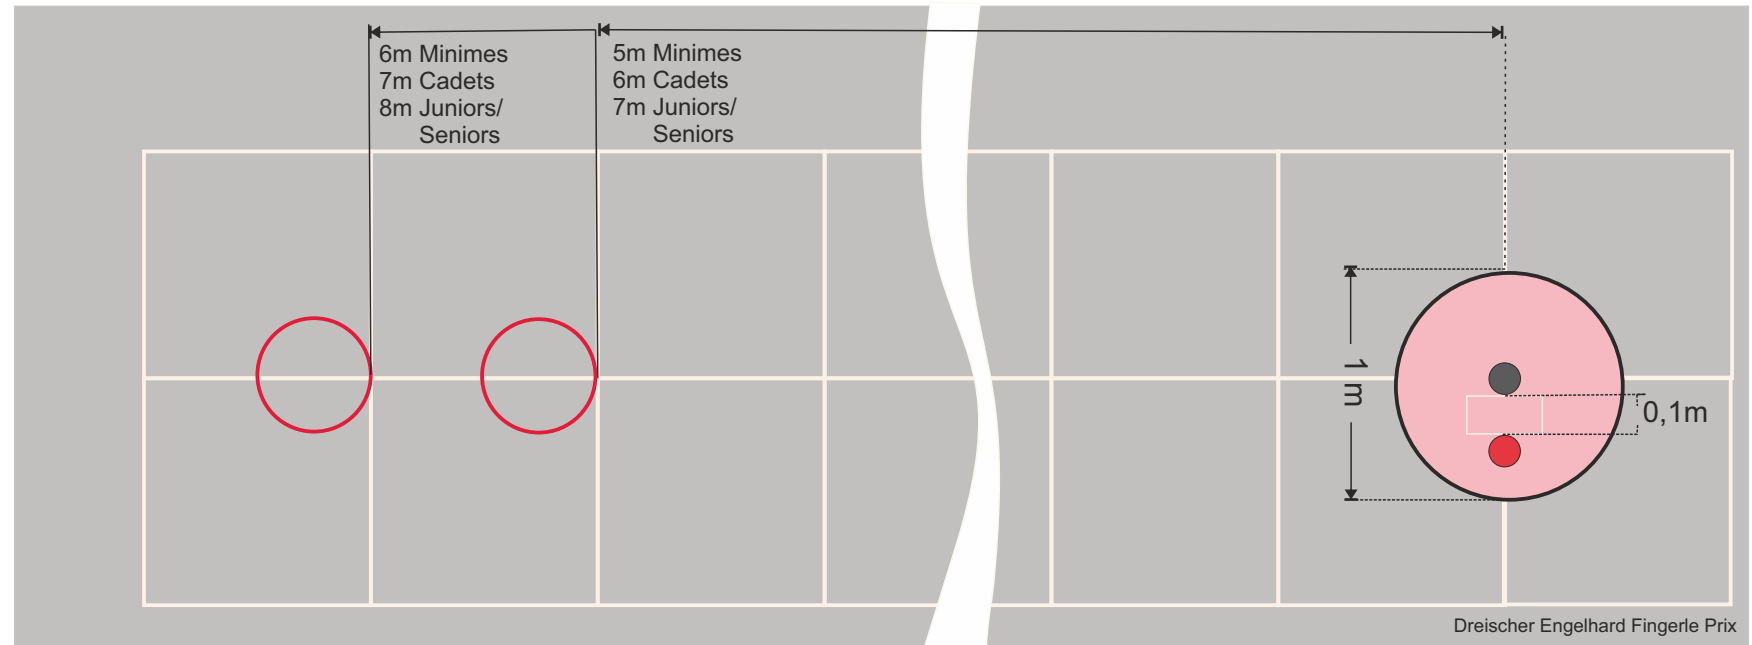 6m Minimes
7m Cadets
8m Juniors/
Seniors
5m Minimes
6m Cadets
7m Juniors/
Seniors
1 m
0,1m
Dreischer Engelhard Fingerle Prix